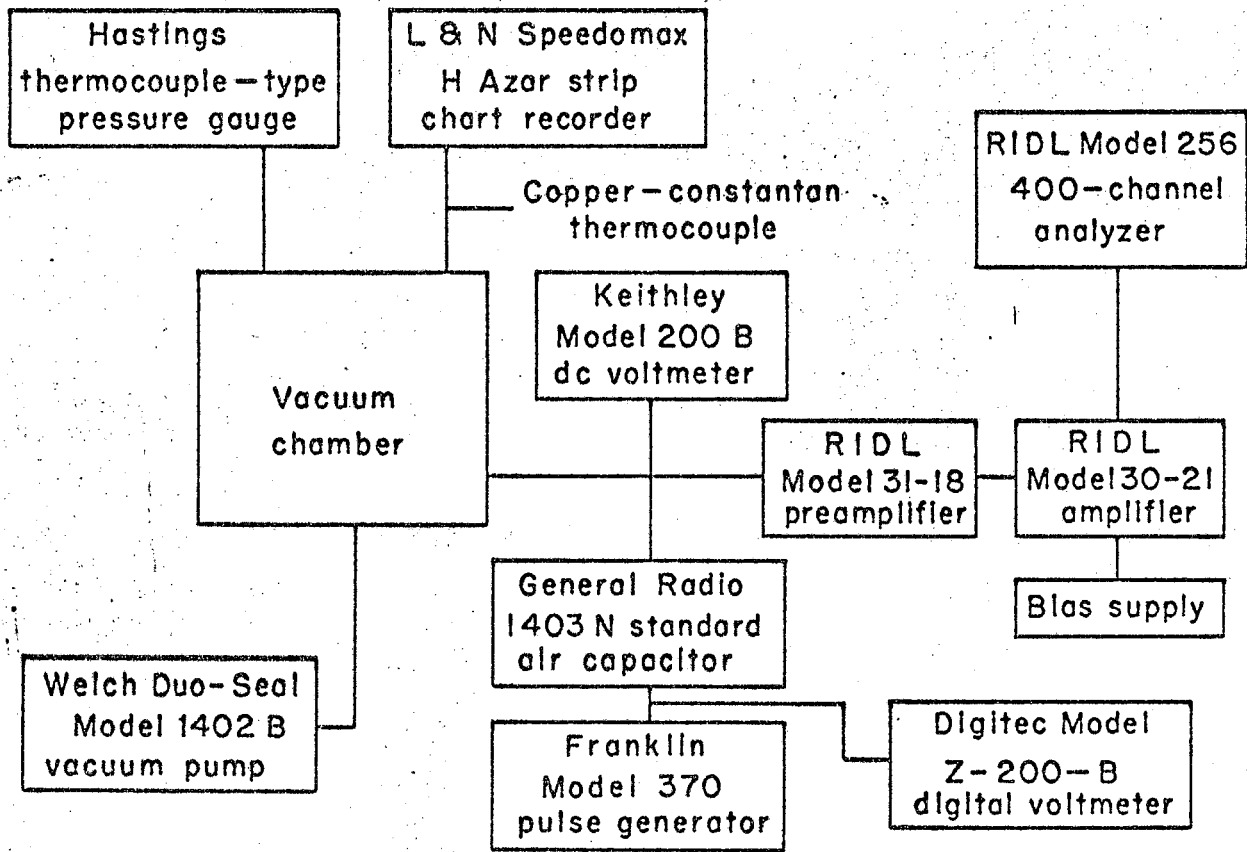 Hastings
thermocouple-type
pressure gauge
L & N Speedomax
H Azar strip
chart recorder
RIDL Model 256
400-channel
analyzer
Copper-constantan
thermocouple
Keithley
Model 200 B
dc voltmeter
Vacuum
chamber
RIDL
Model 31-18
preamplifier
RIDL
Model 30-21
amplifier
General Radio
1403 N standard
air capacitor
Bias supply
Welch Duo-Seal
Model 1402 B
vacuum pump
Franklin
Model 370
pulse generator
Digitec Model
Z-200-B
digital voltmeter